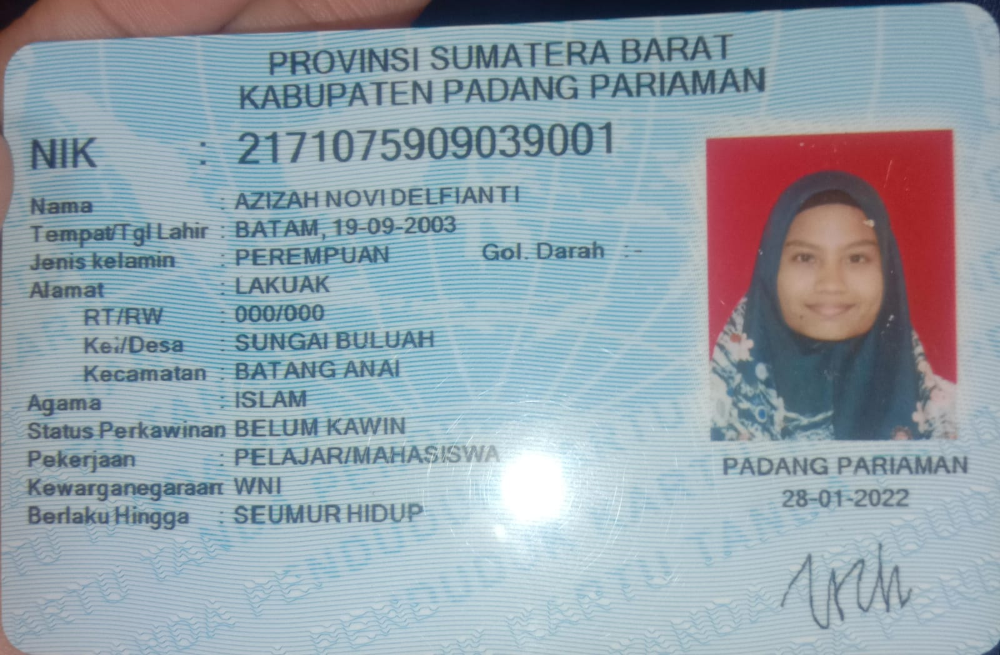 PROVINSI SUMATERA BARAT
KABUPATEN PADANG PARIAMAN
NIK : 2171075909039001
Nama : AZIZAH NOVI DELFIANTI
Tempat/Tgl Lahir : BATAM, 19-09-2003
Jenis kelamin : PEREMPUAN Gol. Darah : -
Alamat : LAKUAK
RT/RW : 000/000
Kel/Desa : SUNGAI BULUAH
Kecamatan : BATANG ANAI
Agama : ISLAM
Status Perkawinan BELUM KAWIN
Pekerjaan : PELAJAR/MAHASISWA
Kewarganegaraan: WNI
Berlaku Hingga : SEUMUR HIDUP
PADANG PARIAMAN
28-01-2022